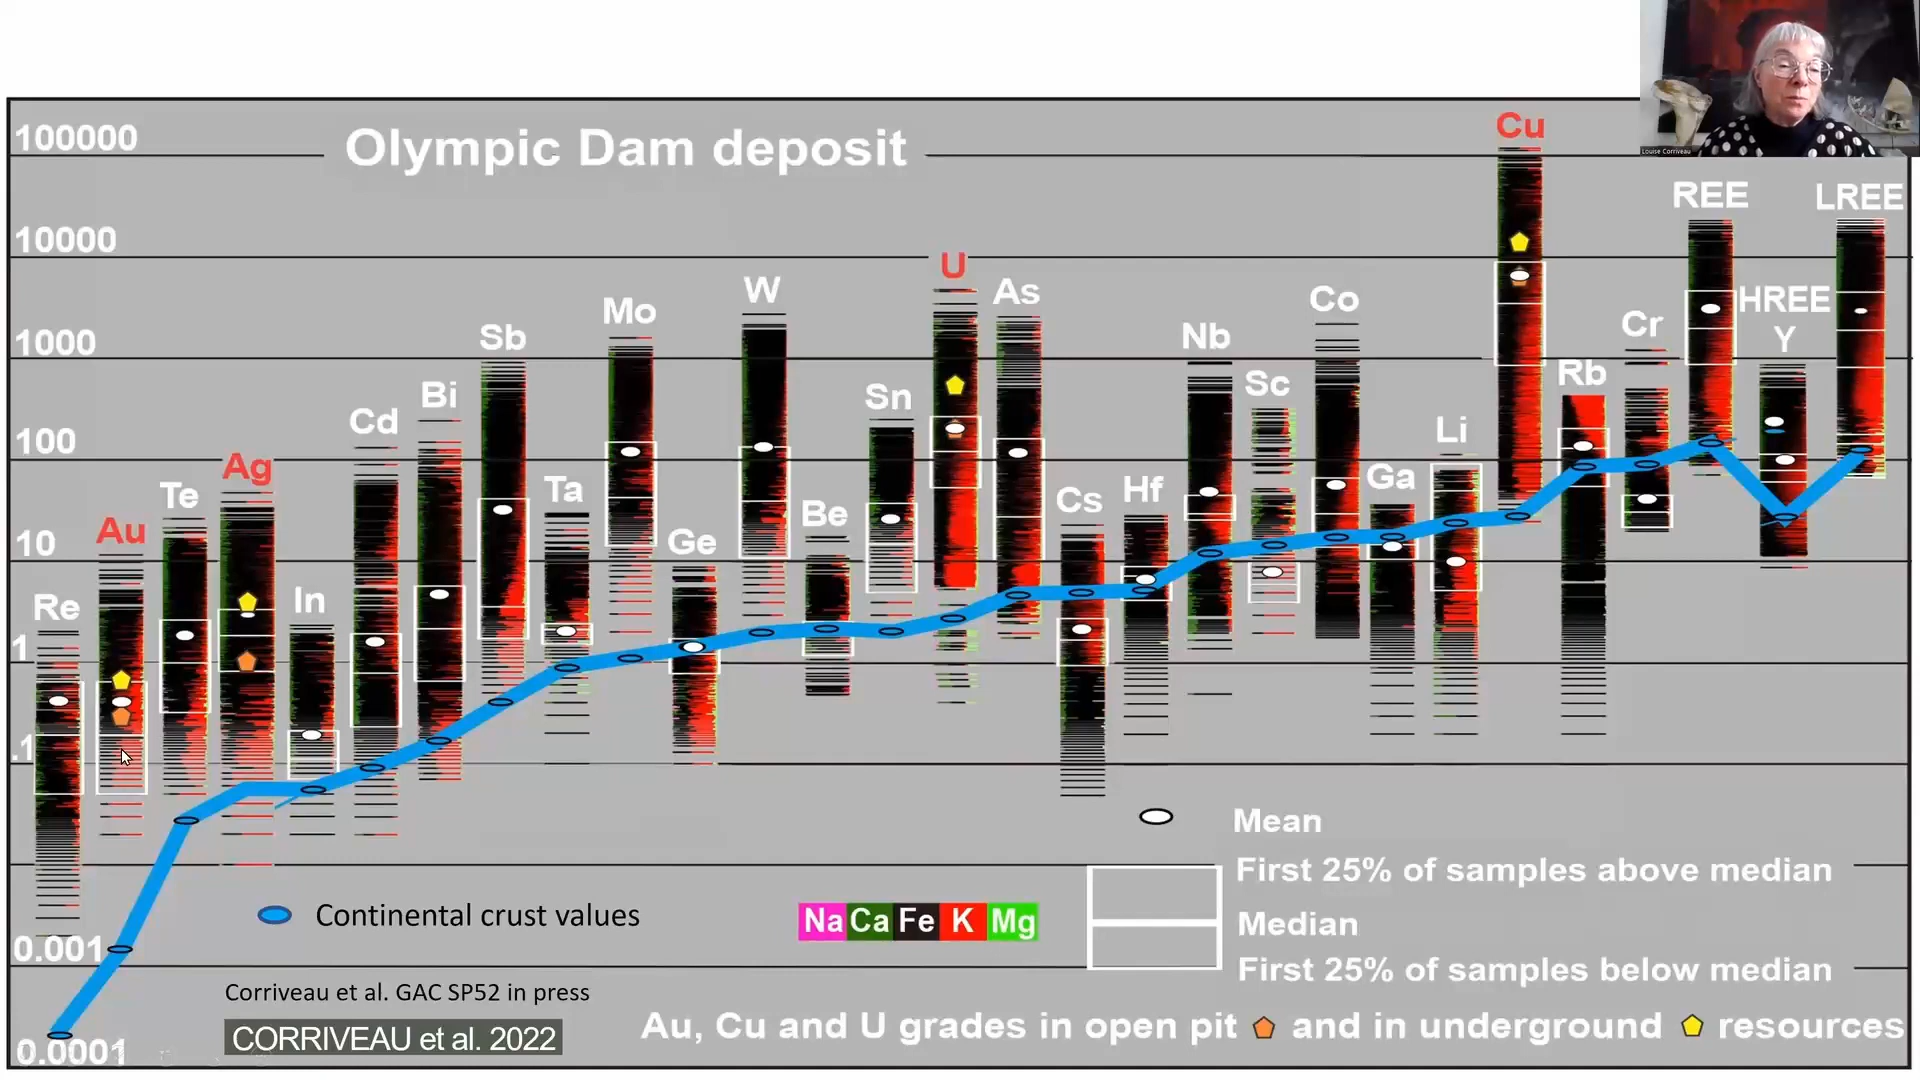 Louise Corriveau
100000
Olympic Dam deposit
Cu
REE
LREE
10000
U
W
As
Mo
Co
HREE
Y
1000
Sb
Nb
Cr
Sc
Rb
Bi
Sn
Cd
Li
100
Ag
Te
Ta
Ga
Cs
Hf
Au
Be
10
Ge
Re
In
1
.1
Mean
First 25% of samples above median
Continental crust values
Na Ca Fe K Mg
Median
0.001
First 25% of samples below median
Corriveau et al. GAC SP52 in press
CORRIVEAU et al. 2022
Au, Cu and U grades in open pit and in underground resources
0.0001